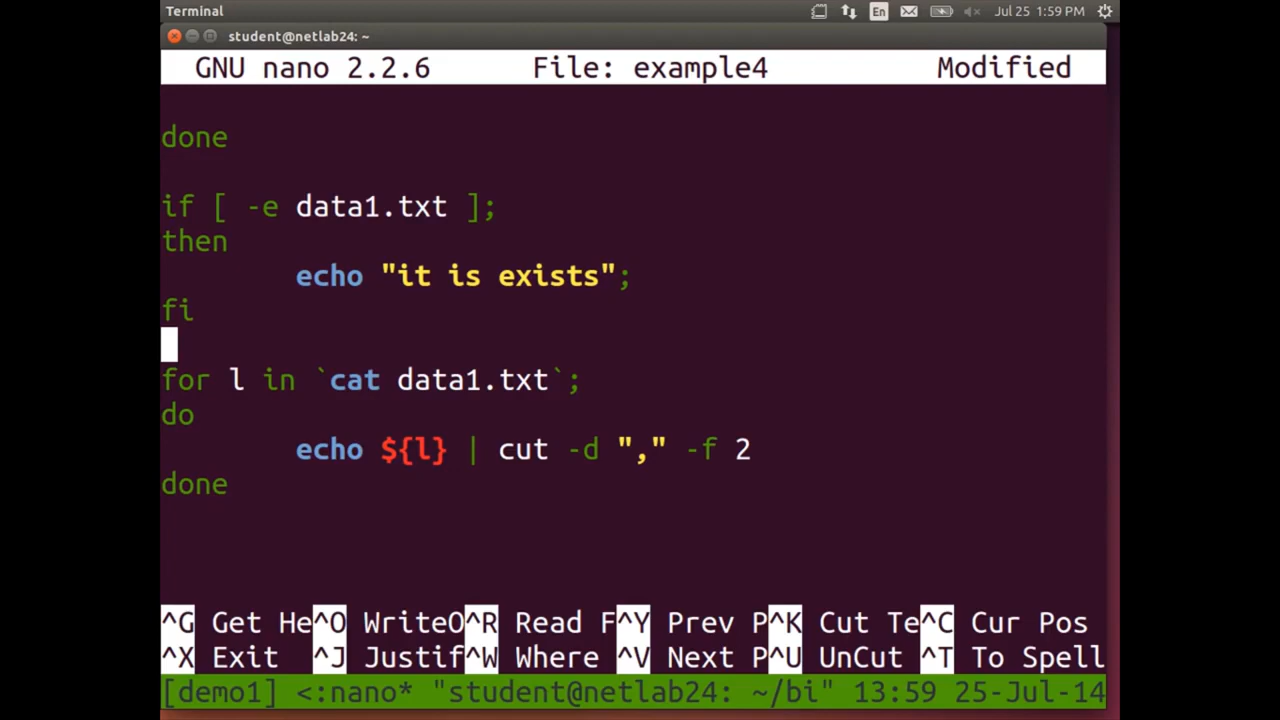 Terminal En Jul 25 1:59 PM
student@netlab24: ~
GNU nano 2.2.6 File: example4 Modified
done
if [ -e data1.txt ];
then
echo "it is exists";
fi
for l in `cat data1.txt`;
do
echo ${l} | cut -d "," -f 2
done
^G Get He^O WriteO^R Read F^Y Prev P^K Cut Te^C Cur Pos
^X Exit ^J Justif^W Where ^V Next P^U UnCut ^T To Spell
[demo1] <:nano* "student@netlab24: ~/bi" 13:59 25-Jul-14